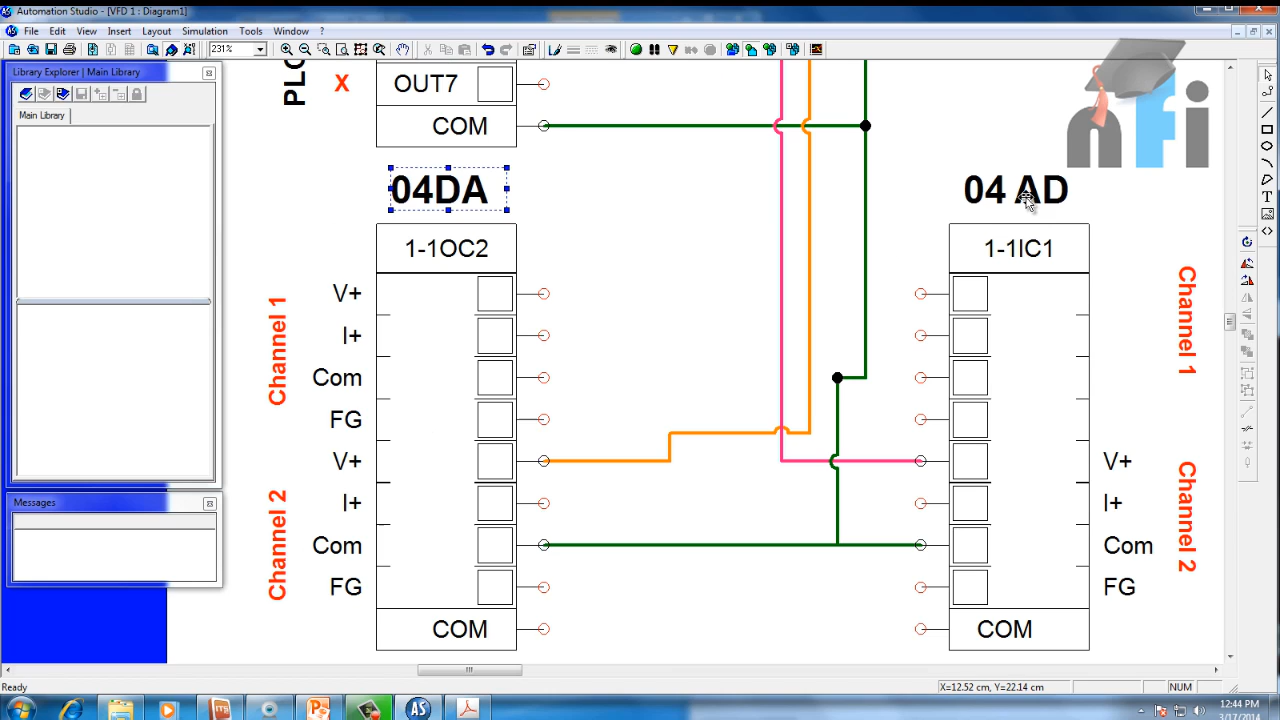 Automation Studio - [VFD 1 : Diagram1]
File Edit View Insert Layout Simulation Tools Window ?
231%
Library Explorer | Main Library
Main Library
Messages
PLC
X
OUT7
COM
nfi
04DA
04 AD
1-1OC2
1-1IC1
Channel 1
V+
I+
Com
FG
Channel 2
V+
I+
Com
FG
COM
Channel 1
V+
I+
Com
FG
Channel 2
COM
Ready
X=12.52 cm, Y=22.14 cm
NUM
12:44 PM
3/17/2014